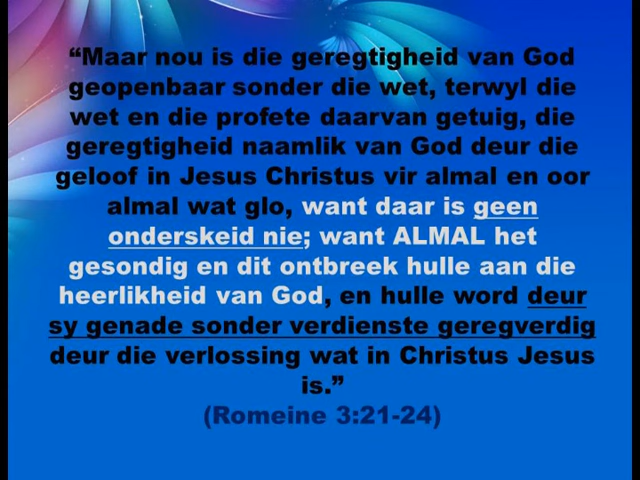 “Maar nou is die geregtigheid van God
geopenbaar sonder die wet, terwyl die
wet en die profete daarvan getuig, die
geregtigheid naamlik van God deur die
geloof in Jesus Christus vir almal en oor
almal wat glo, want daar is geen
onderskeid nie; want ALMAL het
gesondig en dit ontbreek hulle aan die
heerlikheid van God, en hulle word deur
sy genade sonder verdienste geregverdig
deur die verlossing wat in Christus Jesus
is.”
(Romeine 3:21-24)